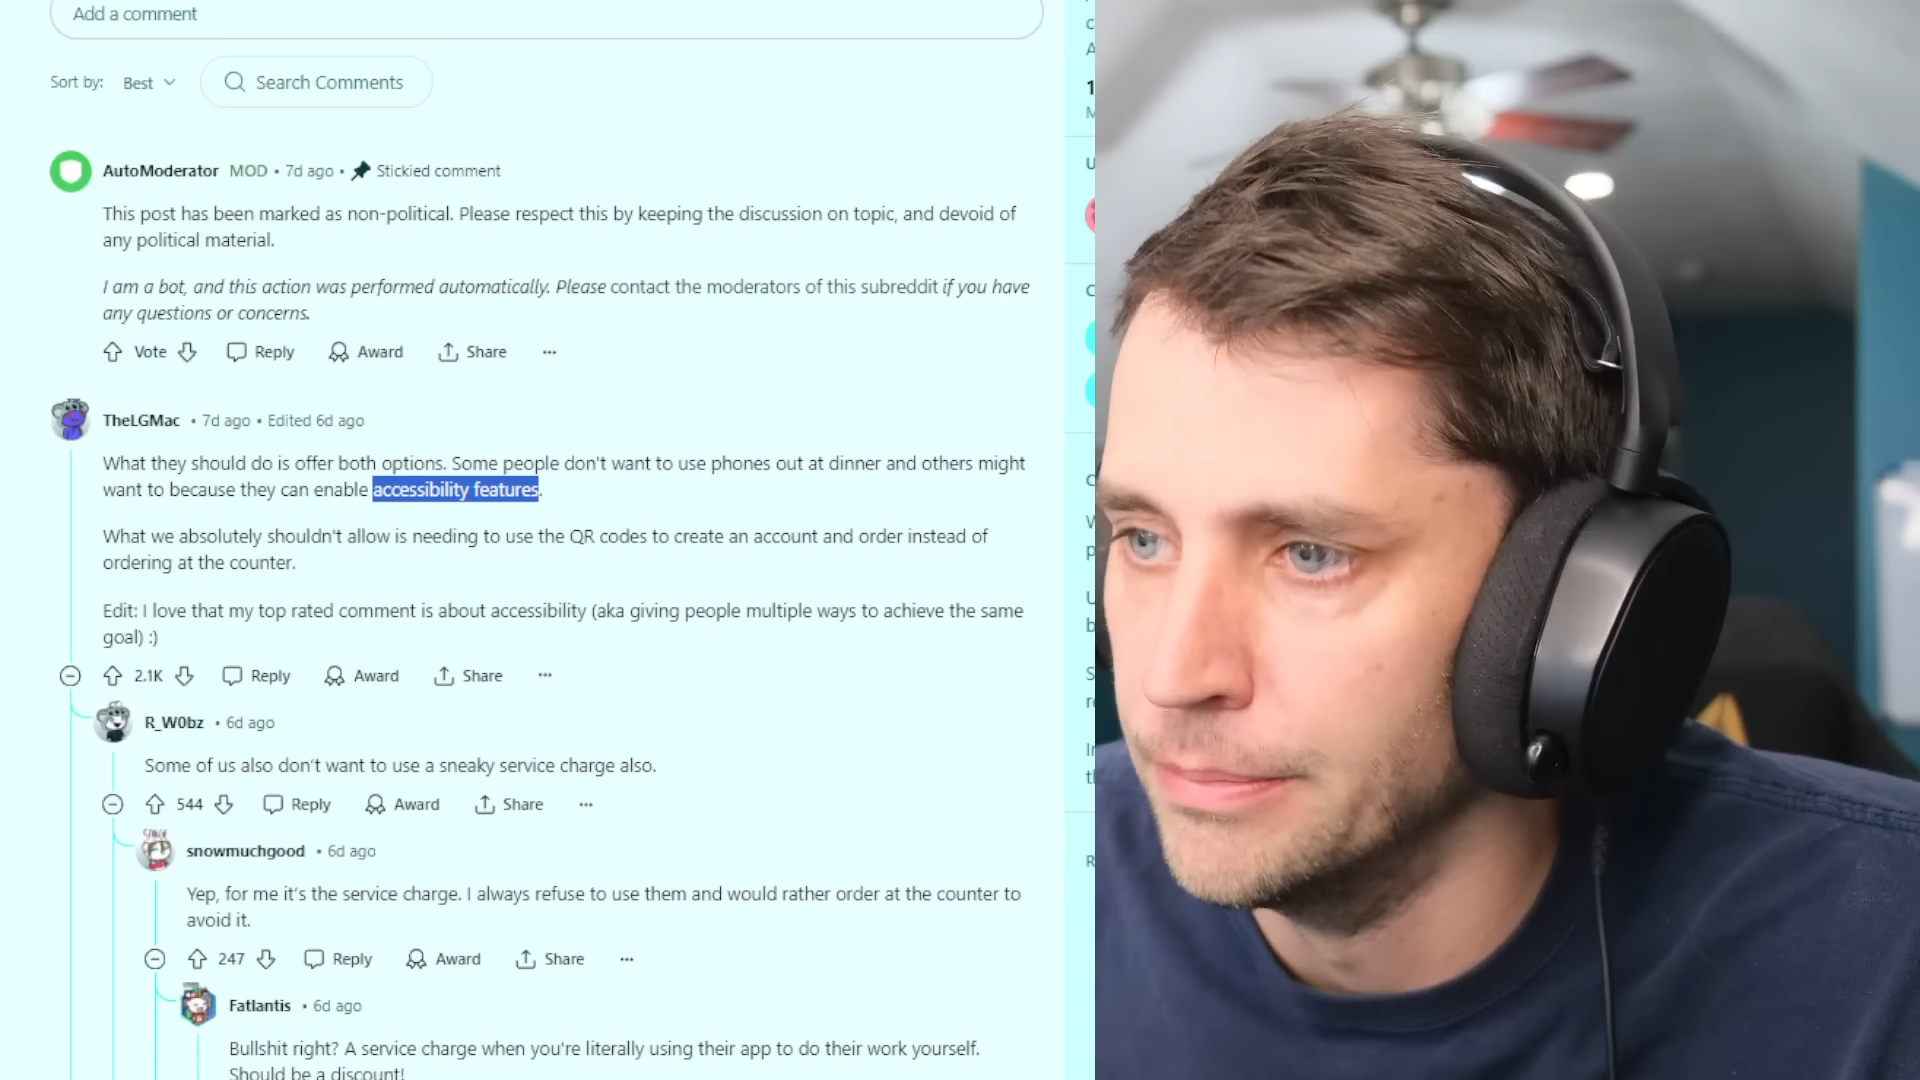 Add a comment
Sort by: Best
Search Comments
AutoModerator MOD • 7d ago • Stickied comment
This post has been marked as non-political. Please respect this by keeping the discussion on topic, and devoid of
any political material.
I am a bot, and this action was performed automatically. Please contact the moderators of this subreddit if you have
any questions or concerns.
Vote Reply Award Share ...
TheLGMac • 7d ago • Edited 6d ago
What they should do is offer both options. Some people don't want to use phones out at dinner and others might
want to because they can enable accessibility features.
What we absolutely shouldn't allow is needing to use the QR codes to create an account and order instead of
ordering at the counter.
Edit: I love that my top rated comment is about accessibility (aka giving people multiple ways to achieve the same
goal) :)
2.1K Reply Award Share ...
R_W0bz • 6d ago
Some of us also don't want to use a sneaky service charge also.
544 Reply Award Share ...
snowmuchgood • 6d ago
Yep, for me it's the service charge. I always refuse to use them and would rather order at the counter to
avoid it.
247 Reply Award Share ...
Fatlantis • 6d ago
Bullshit right? A service charge when you're literally using their app to do their work yourself.
Should be a discount!